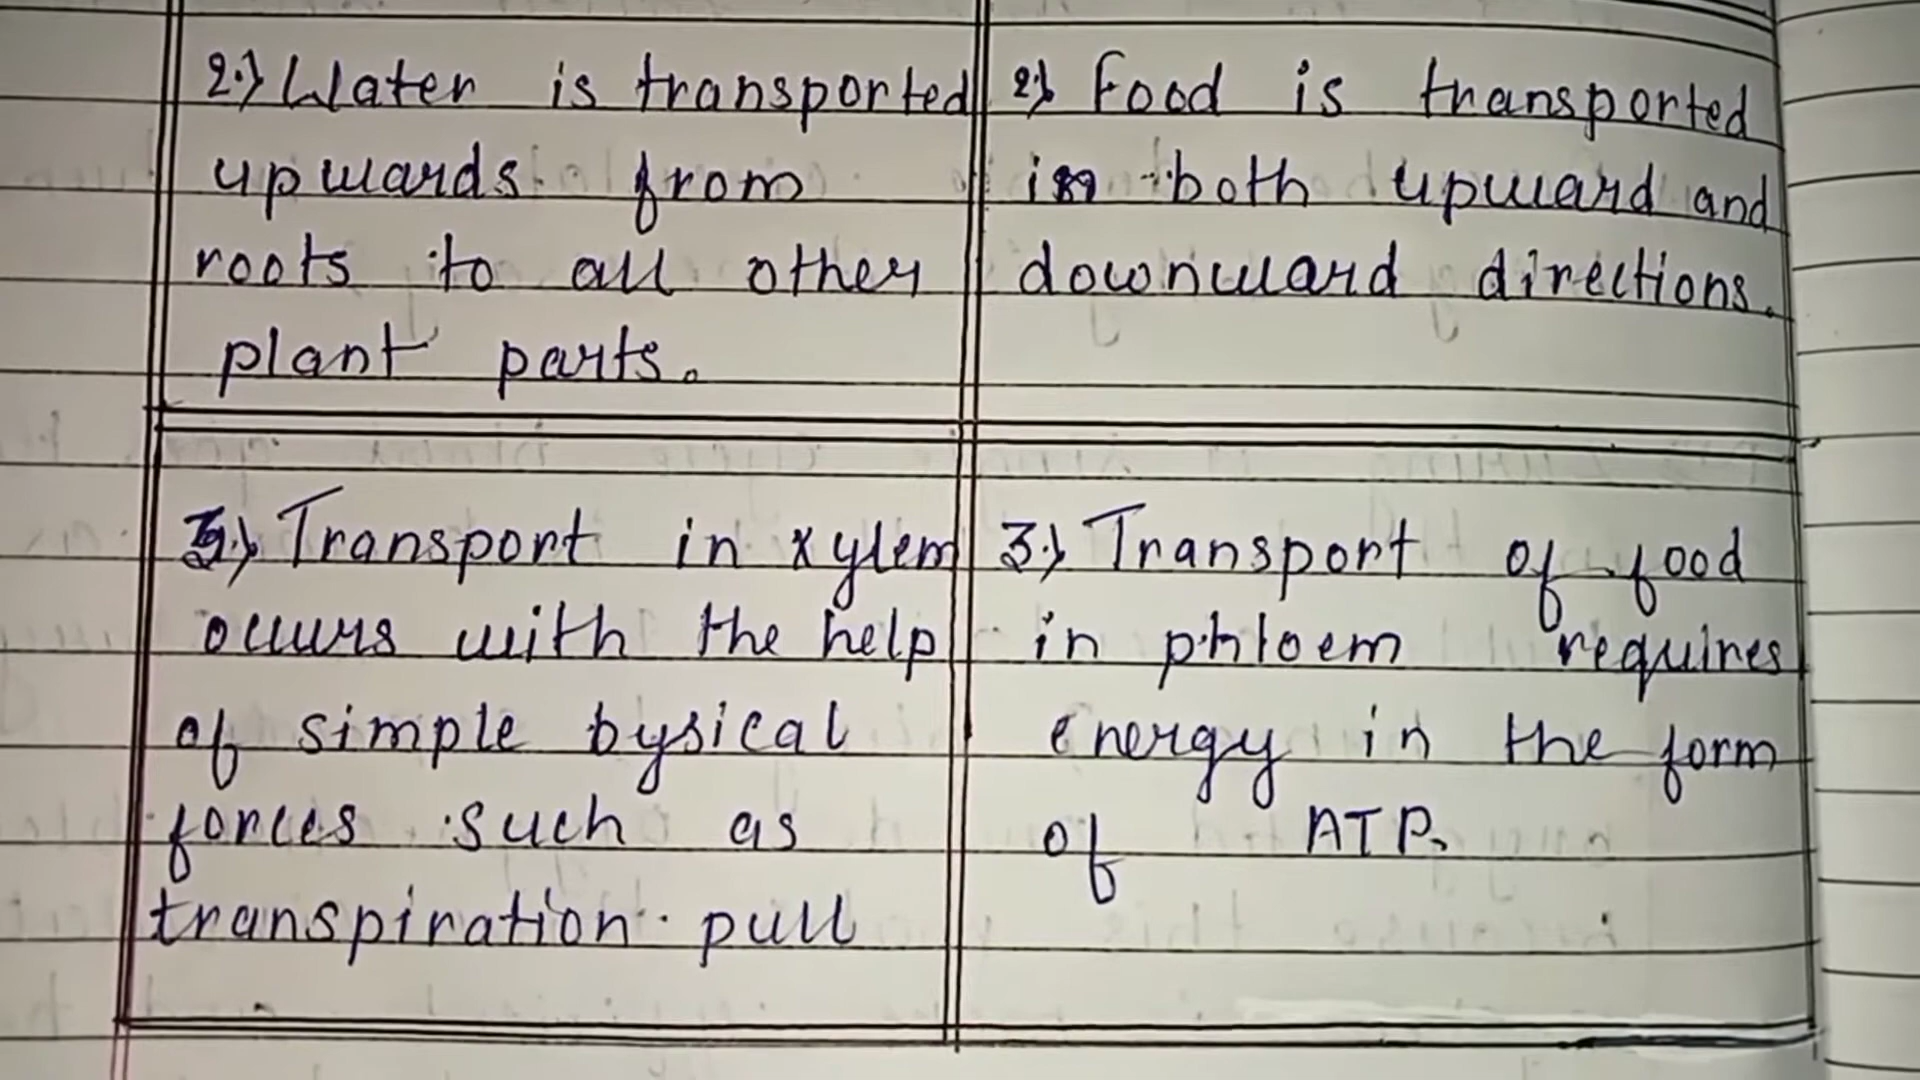 2.) Water is transported
upwards from
roots to all other
plant parts.
2) Food is transported
in both upward and
downward directions.
3.) Transport in xylem
occurs with the help
of simple bysical
forces such as
transpiration pull
3.) Transport of food
in phloem requires
energy in the form
of ATP.